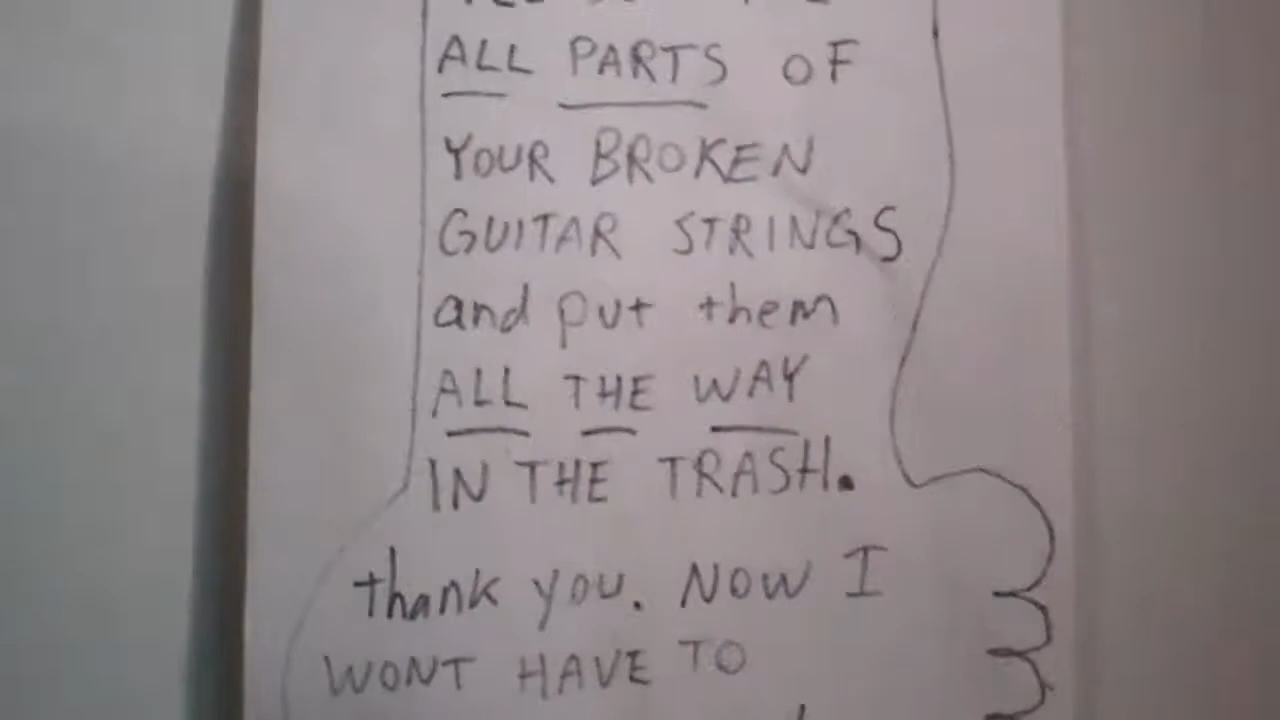 ALL PARTS OF
YOUR BROKEN
GUITAR STRINGS
and put them
ALL THE WAY
IN THE TRASH.
thank you. NOW I
WONT HAVE TO